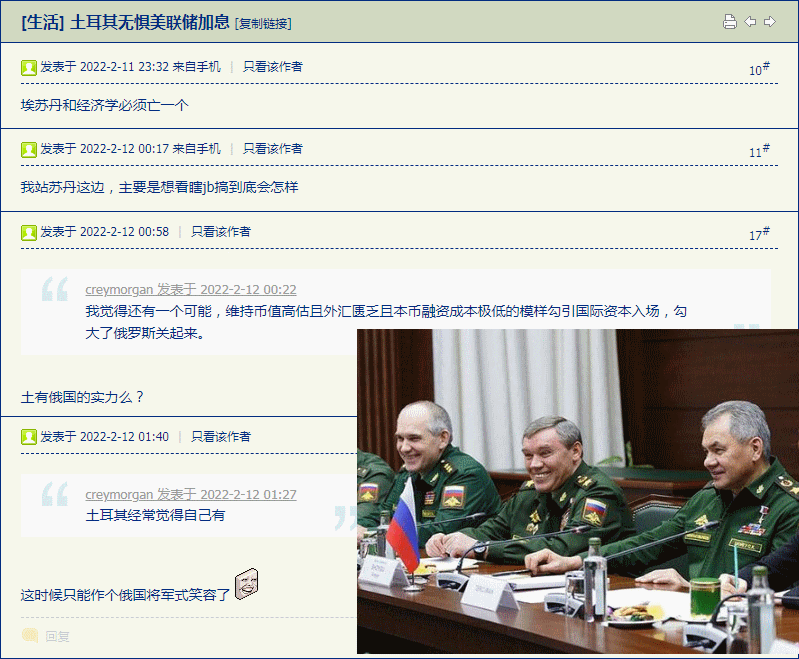 [生活] 土耳其无惧美联储加息 [复制链接]
发表于 2022-2-11 23:32 来自手机 | 只看该作者
10#
埃苏丹和经济学必须亡一个
发表于 2022-2-12 00:17 来自手机 | 只看该作者
11#
我站苏丹这边，主要是想看瞎jb搞到底会怎样
发表于 2022-2-12 00:58 | 只看该作者
17#
creymorgan 发表于 2022-2-12 00:22
我觉得还有一个可能，维持币值高估且外汇匮乏且本币融资成本极低的模样勾引国际资本入场，勾
大了俄罗斯关起来。
土有俄国的实力么？
发表于 2022-2-12 01:40 | 只看该作者
creymorgan 发表于 2022-2-12 01:27
土耳其经常觉得自己有
这时候只能作个俄国将军式笑容了
回复